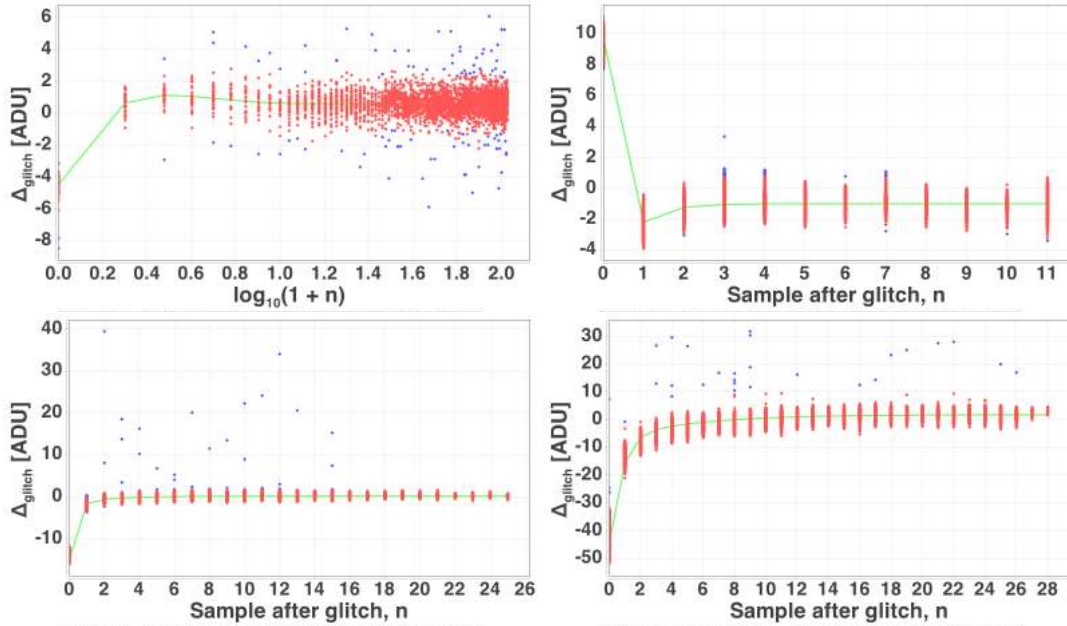 6
4
2
0
-2
-4
-6
-8
Δglitch [ADU]
0.0 0.2 0.4 0.6 0.8 1.0 1.2 1.4 1.6 1.8 2.0
log₁₀(1 + n)
10
8
6
4
2
0
-2
-4
Δglitch [ADU]
0 1 2 3 4 5 6 7 8 9 10 11
Sample after glitch, n
40
30
20
10
0
-10
Δglitch [ADU]
0 2 4 6 8 10 12 14 16 18 20 22 24 26
Sample after glitch, n
30
20
10
0
-10
-20
-30
-40
-50
Δglitch [ADU]
0 2 4 6 8 10 12 14 16 18 20 22 24 26 28
Sample after glitch, n